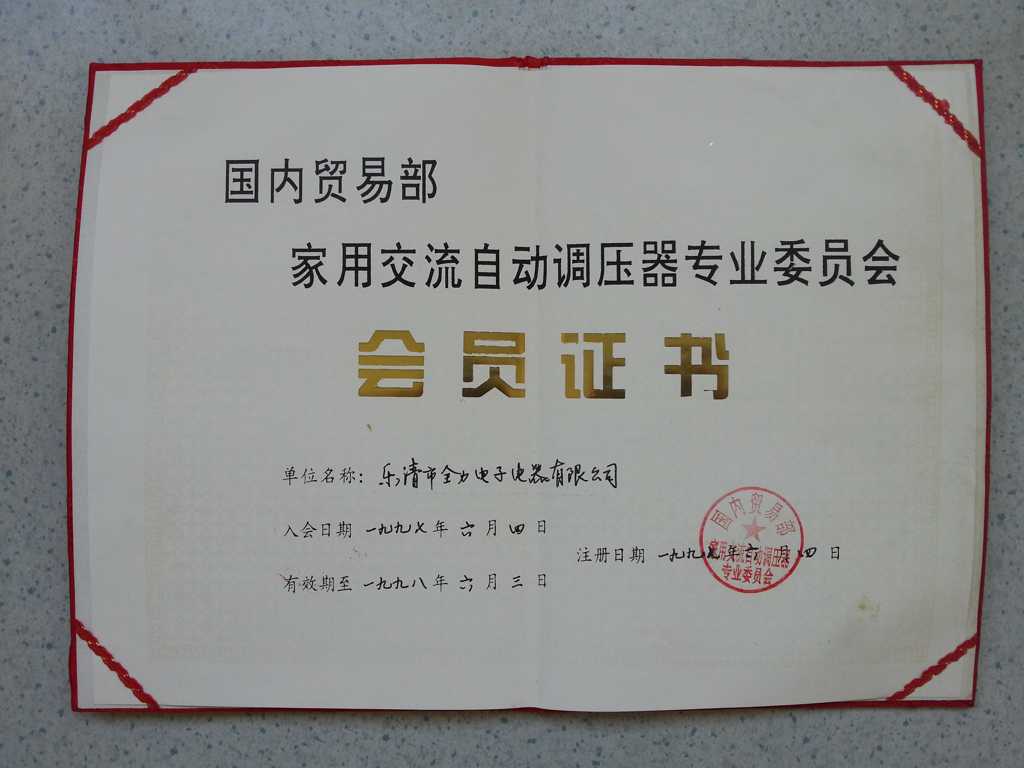 国内贸易部
家用交流自动调压器专业委员会
会员证书
单位名称：乐清市全力电子电器有限公司
入会日期 一九九七年 六 月 四 日
注册日期 一九九七年 六 月 四 日
有效期至 一九九八年 六 月 三 日
国内贸易部
家用交流自动调压器
专业委员会